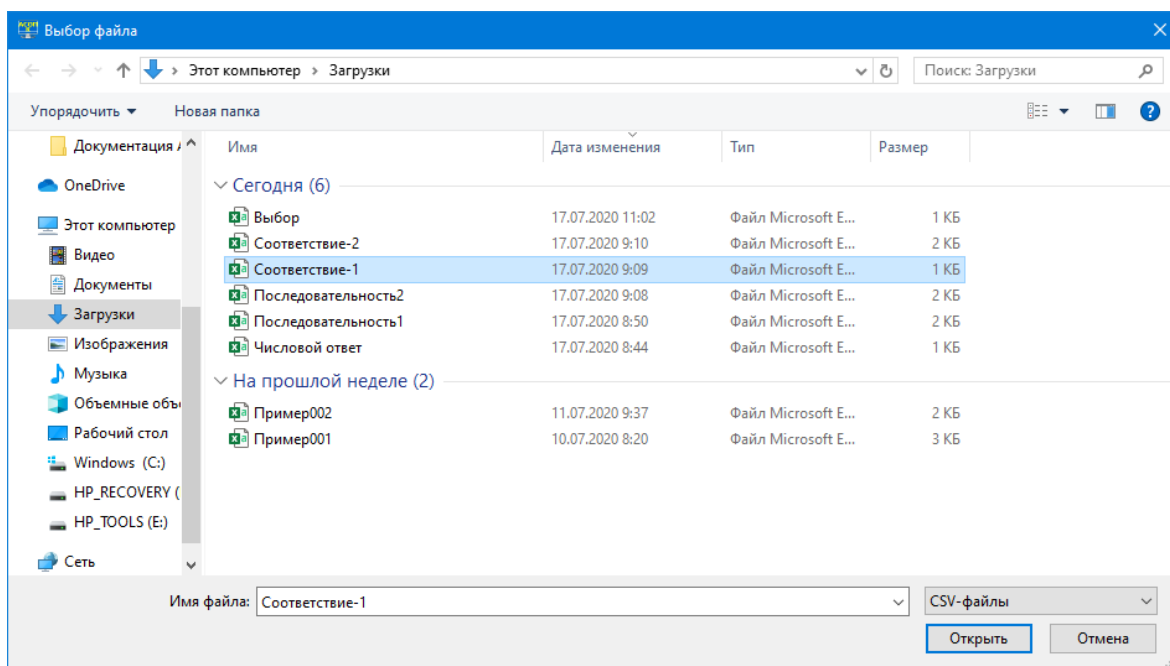 Выбор файла
Этот компьютер › Загрузки
Поиск: Загрузки
Упорядочить Новая папка
Имя Дата изменения Тип Размер
Документация
OneDrive
Этот компьютер
Видео
Документы
Загрузки
Изображения
Музыка
Объемные объ
Рабочий стол
Windows (C:)
HP_RECOVERY (
HP_TOOLS (E:)
Сеть
Сегодня (6)
Выбор 17.07.2020 11:02 Файл Microsoft E... 1 КБ
Соответствие-2 17.07.2020 9:10 Файл Microsoft E... 2 КБ
Соответствие-1 17.07.2020 9:09 Файл Microsoft E... 1 КБ
Последовательность2 17.07.2020 9:08 Файл Microsoft E... 2 КБ
Последовательность1 17.07.2020 8:50 Файл Microsoft E... 2 КБ
Числовой ответ 17.07.2020 8:44 Файл Microsoft E... 1 КБ
На прошлой неделе (2)
Пример002 11.07.2020 9:37 Файл Microsoft E... 2 КБ
Пример001 10.07.2020 8:20 Файл Microsoft E... 3 КБ
Имя файла: Соответствие-1 CSV-файлы
Открыть Отмена